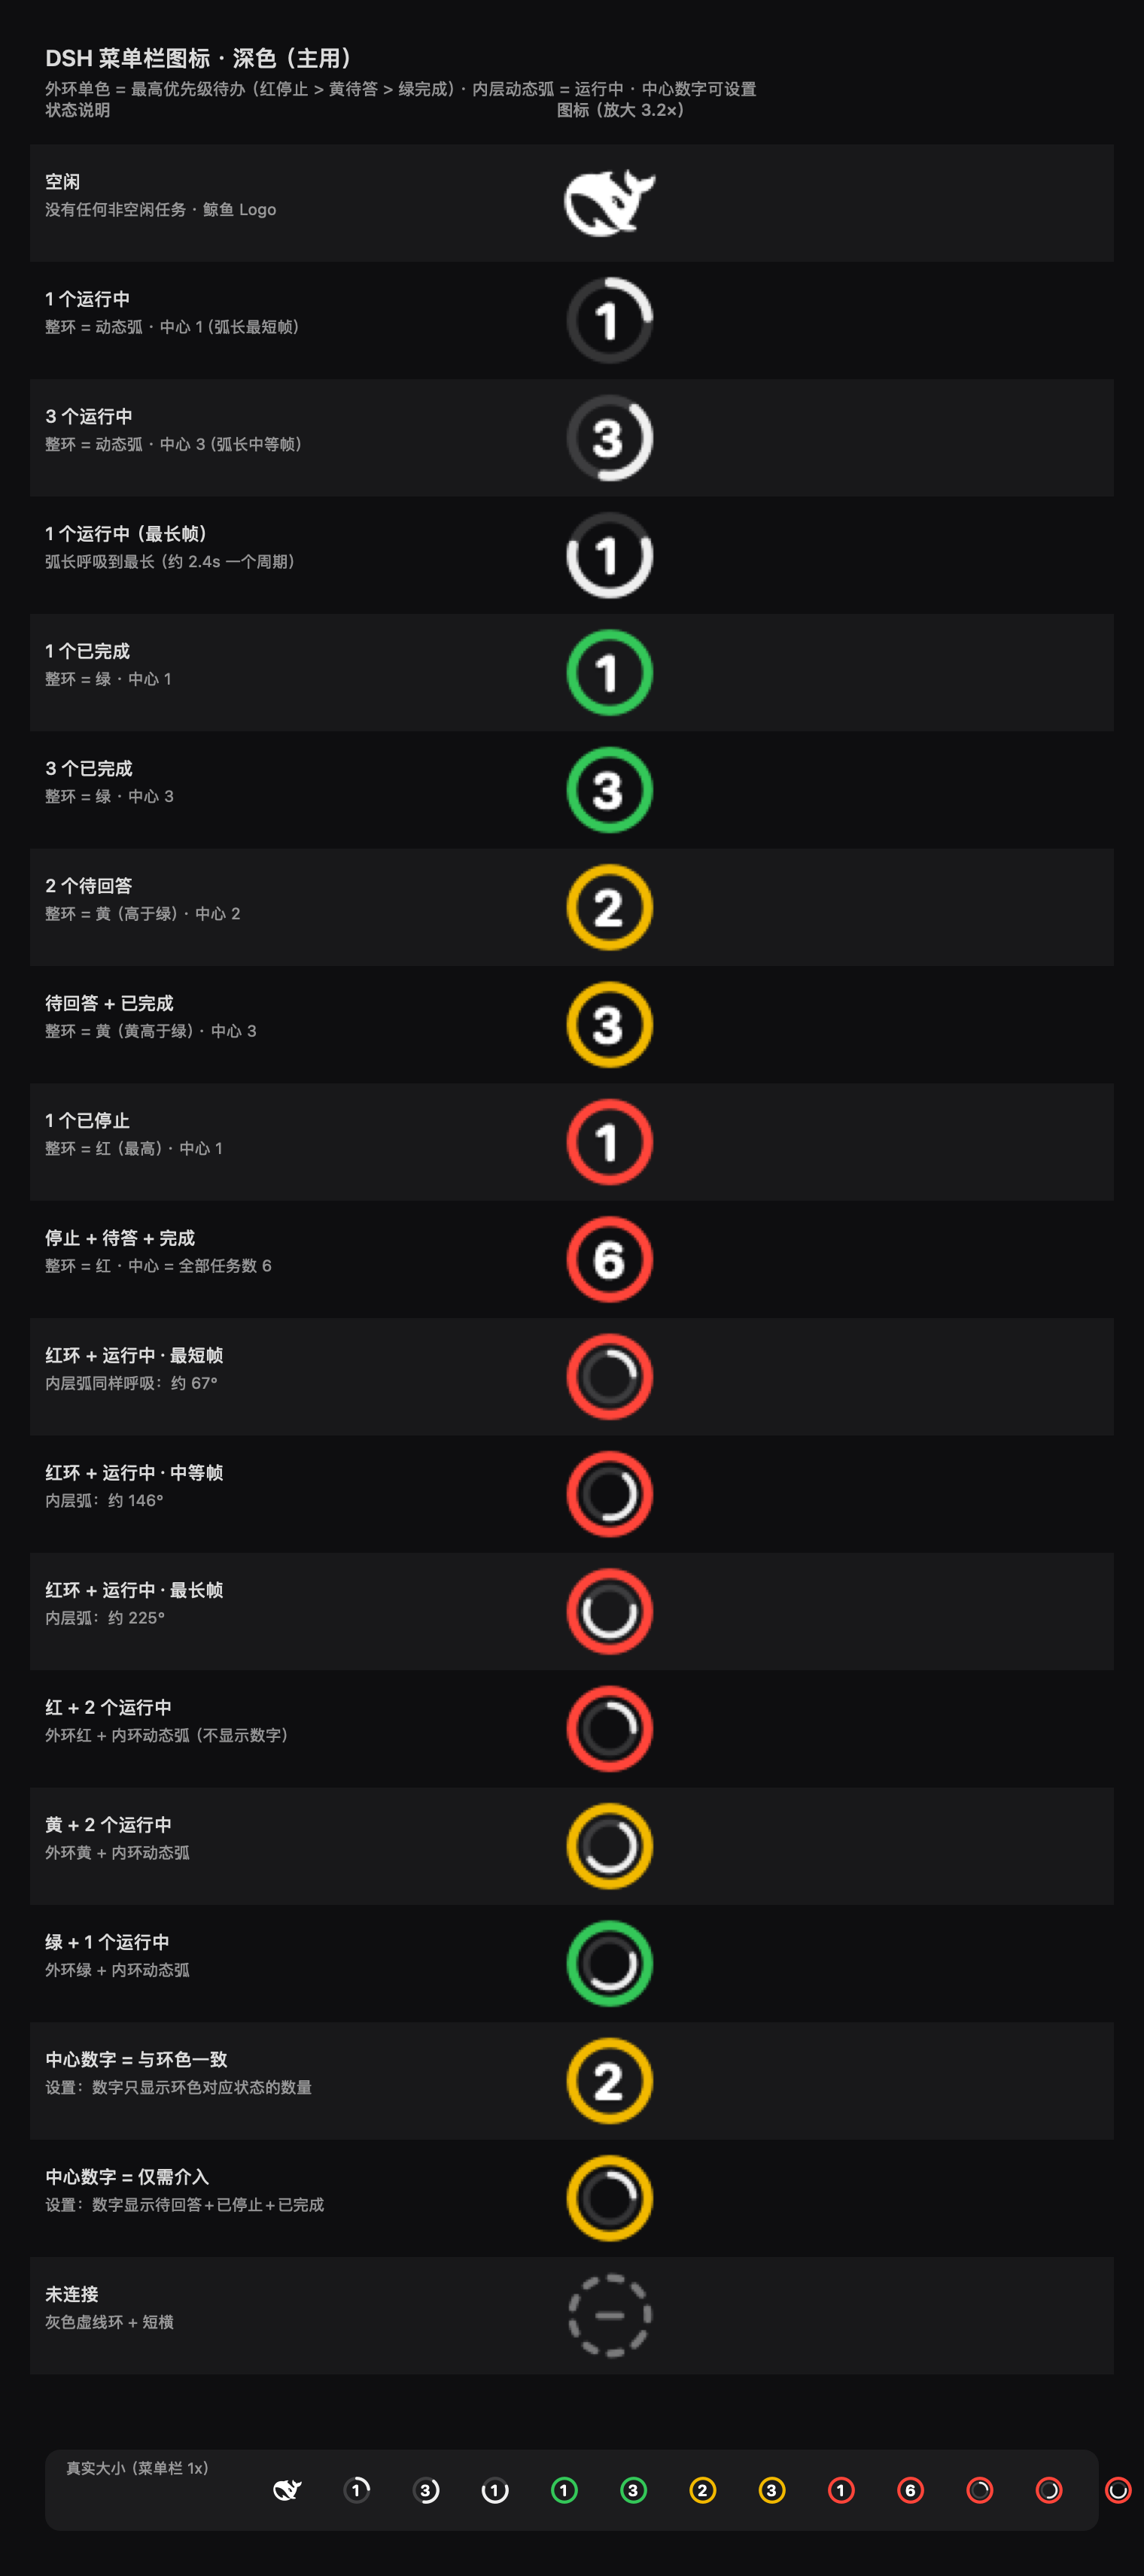 DSH 菜单栏图标 · 深色（主用）
外环单色 = 最高优先级待办（红停止 > 黄待答 > 绿完成）· 内层动态弧 = 运行中 · 中心数字可设置
状态说明
图标（放大 3.2×）
空闲
没有任何非空闲任务 · 鲸鱼 Logo
1 个运行中
整环 = 动态弧 · 中心 1（弧长最短帧）
1
3 个运行中
整环 = 动态弧 · 中心 3（弧长中等帧）
3
1 个运行中（最长帧）
弧长呼吸到最长（约 2.4s 一个周期）
1
1 个已完成
整环 = 绿 · 中心 1
1
3 个已完成
整环 = 绿 · 中心 3
3
2 个待回答
整环 = 黄（高于绿）· 中心 2
2
待回答 + 已完成
整环 = 黄（黄高于绿）· 中心 3
3
1 个已停止
整环 = 红（最高）· 中心 1
1
停止 + 待答 + 完成
整环 = 红 · 中心 = 全部任务数 6
6
红环 + 运行中 · 最短帧
内层弧同样呼吸：约 67°
红环 + 运行中 · 中等帧
内层弧：约 146°
红环 + 运行中 · 最长帧
内层弧：约 225°
红 + 2 个运行中
外环红 + 内环动态弧（不显示数字）
黄 + 2 个运行中
外环黄 + 内环动态弧
绿 + 1 个运行中
外环绿 + 内环动态弧
中心数字 = 与环色一致
设置：数字只显示环色对应状态的数量
2
中心数字 = 仅需介入
设置：数字显示待回答+已停止+已完成
未连接
灰色虚线环 + 短横
真实大小（菜单栏 1x）
1 3 1 1 3 2 3 1 6